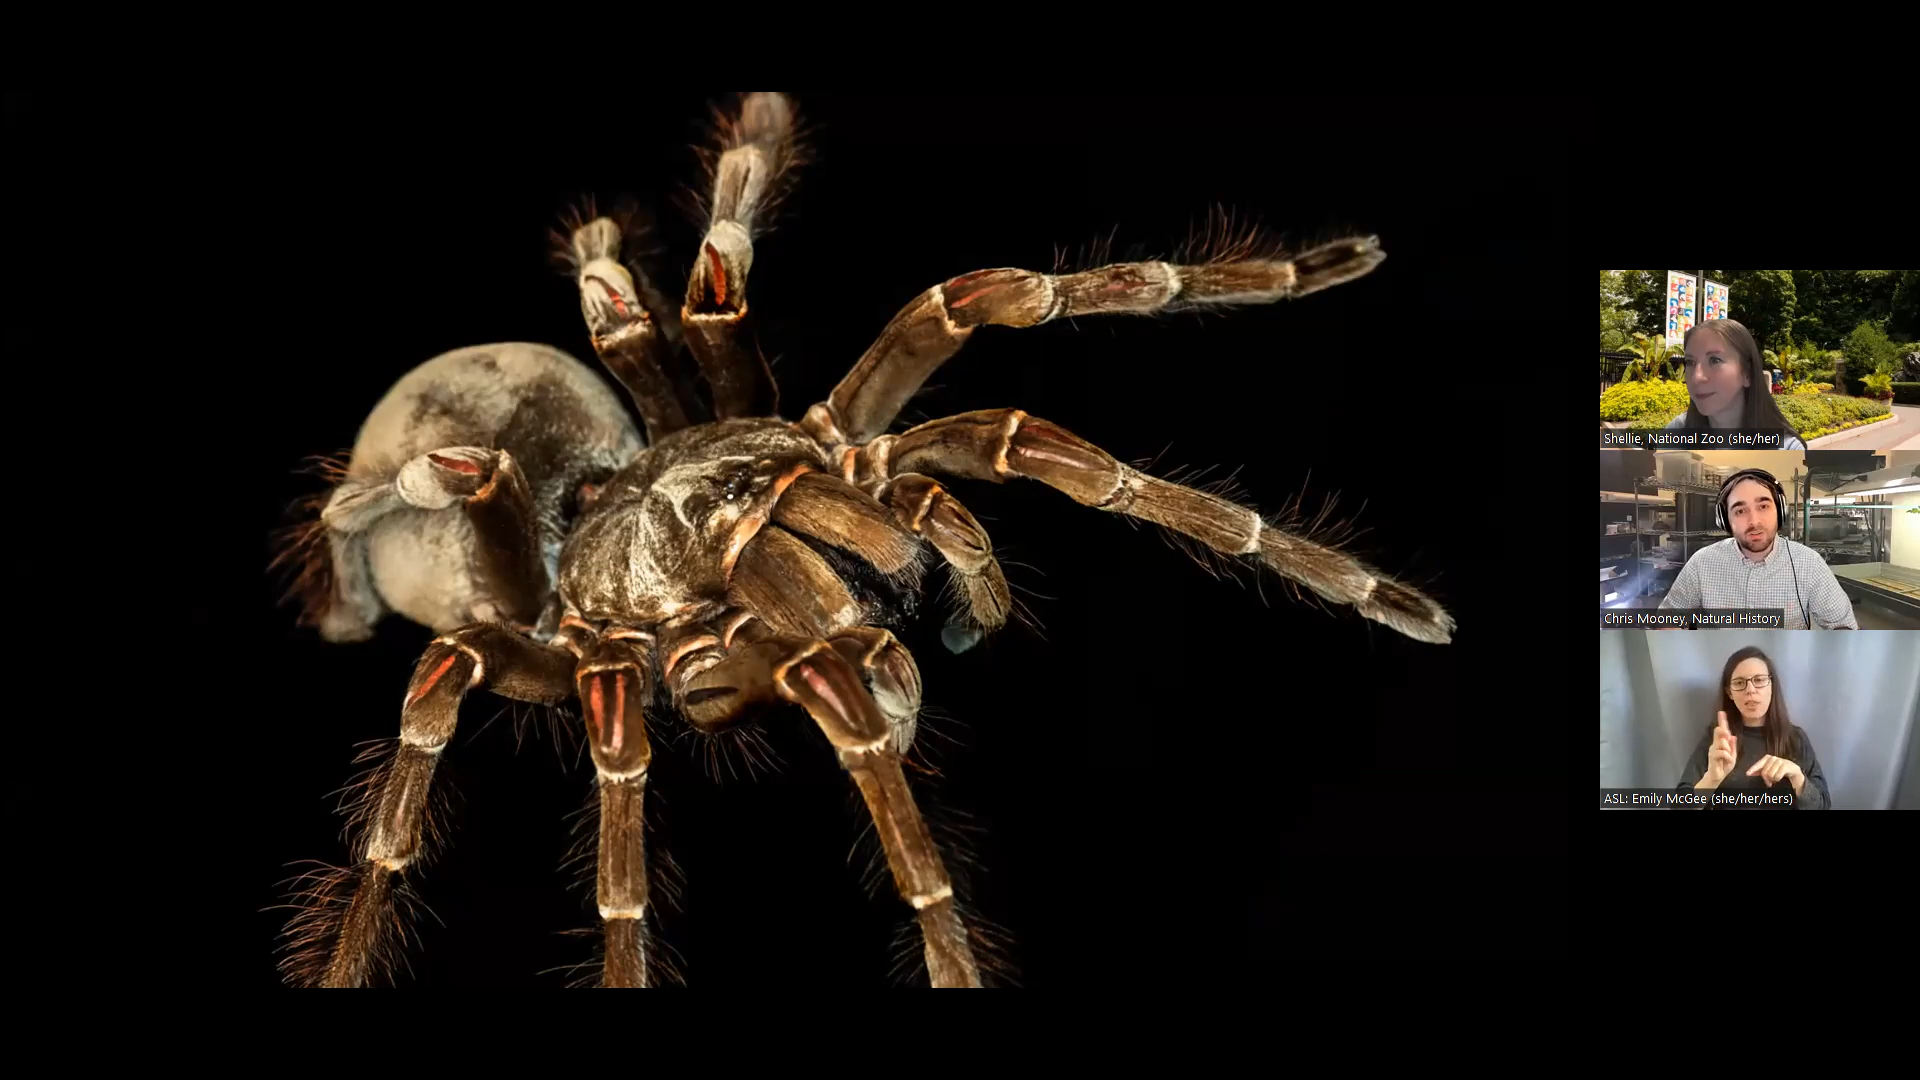 Shellie, National Zoo (she/her)
Chris Mooney, Natural History
ASL: Emily McGee (she/her/hers)